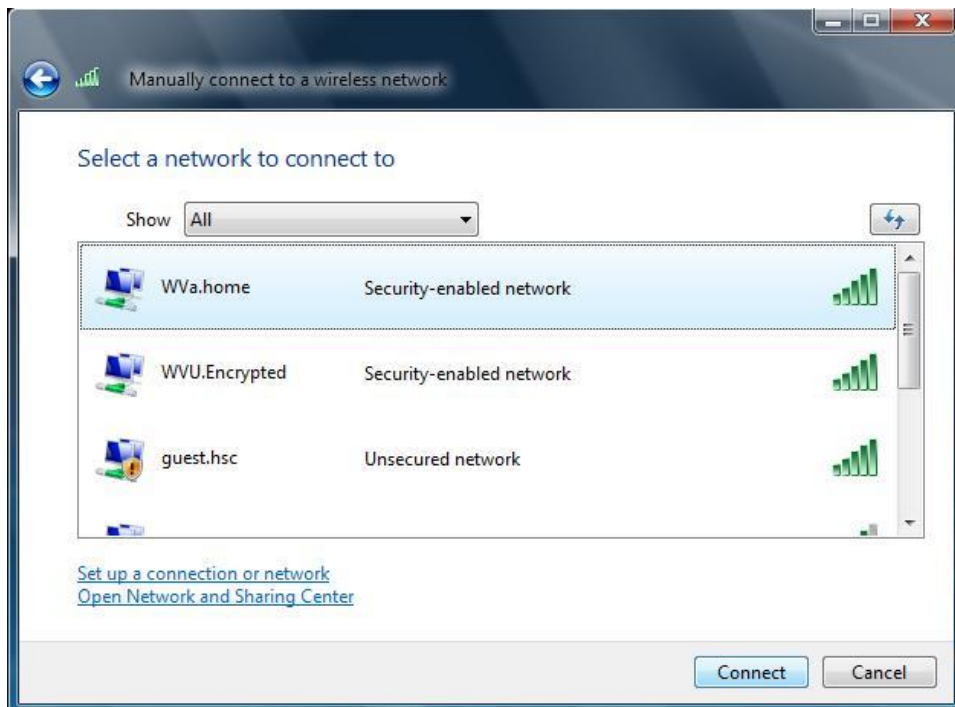 Manually connect to a wireless network
Select a network to connect to
Show All
WVa.home Security-enabled network
WVU.Encrypted Security-enabled network
guest.hsc Unsecured network
Set up a connection or network
Open Network and Sharing Center
Connect Cancel